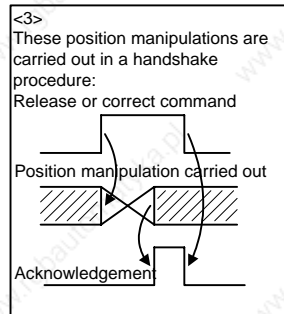 <3>
These position manipulations are
carried out in a handshake
procedure:
Release or correct command
Position manipulation carried out
Acknowledgement